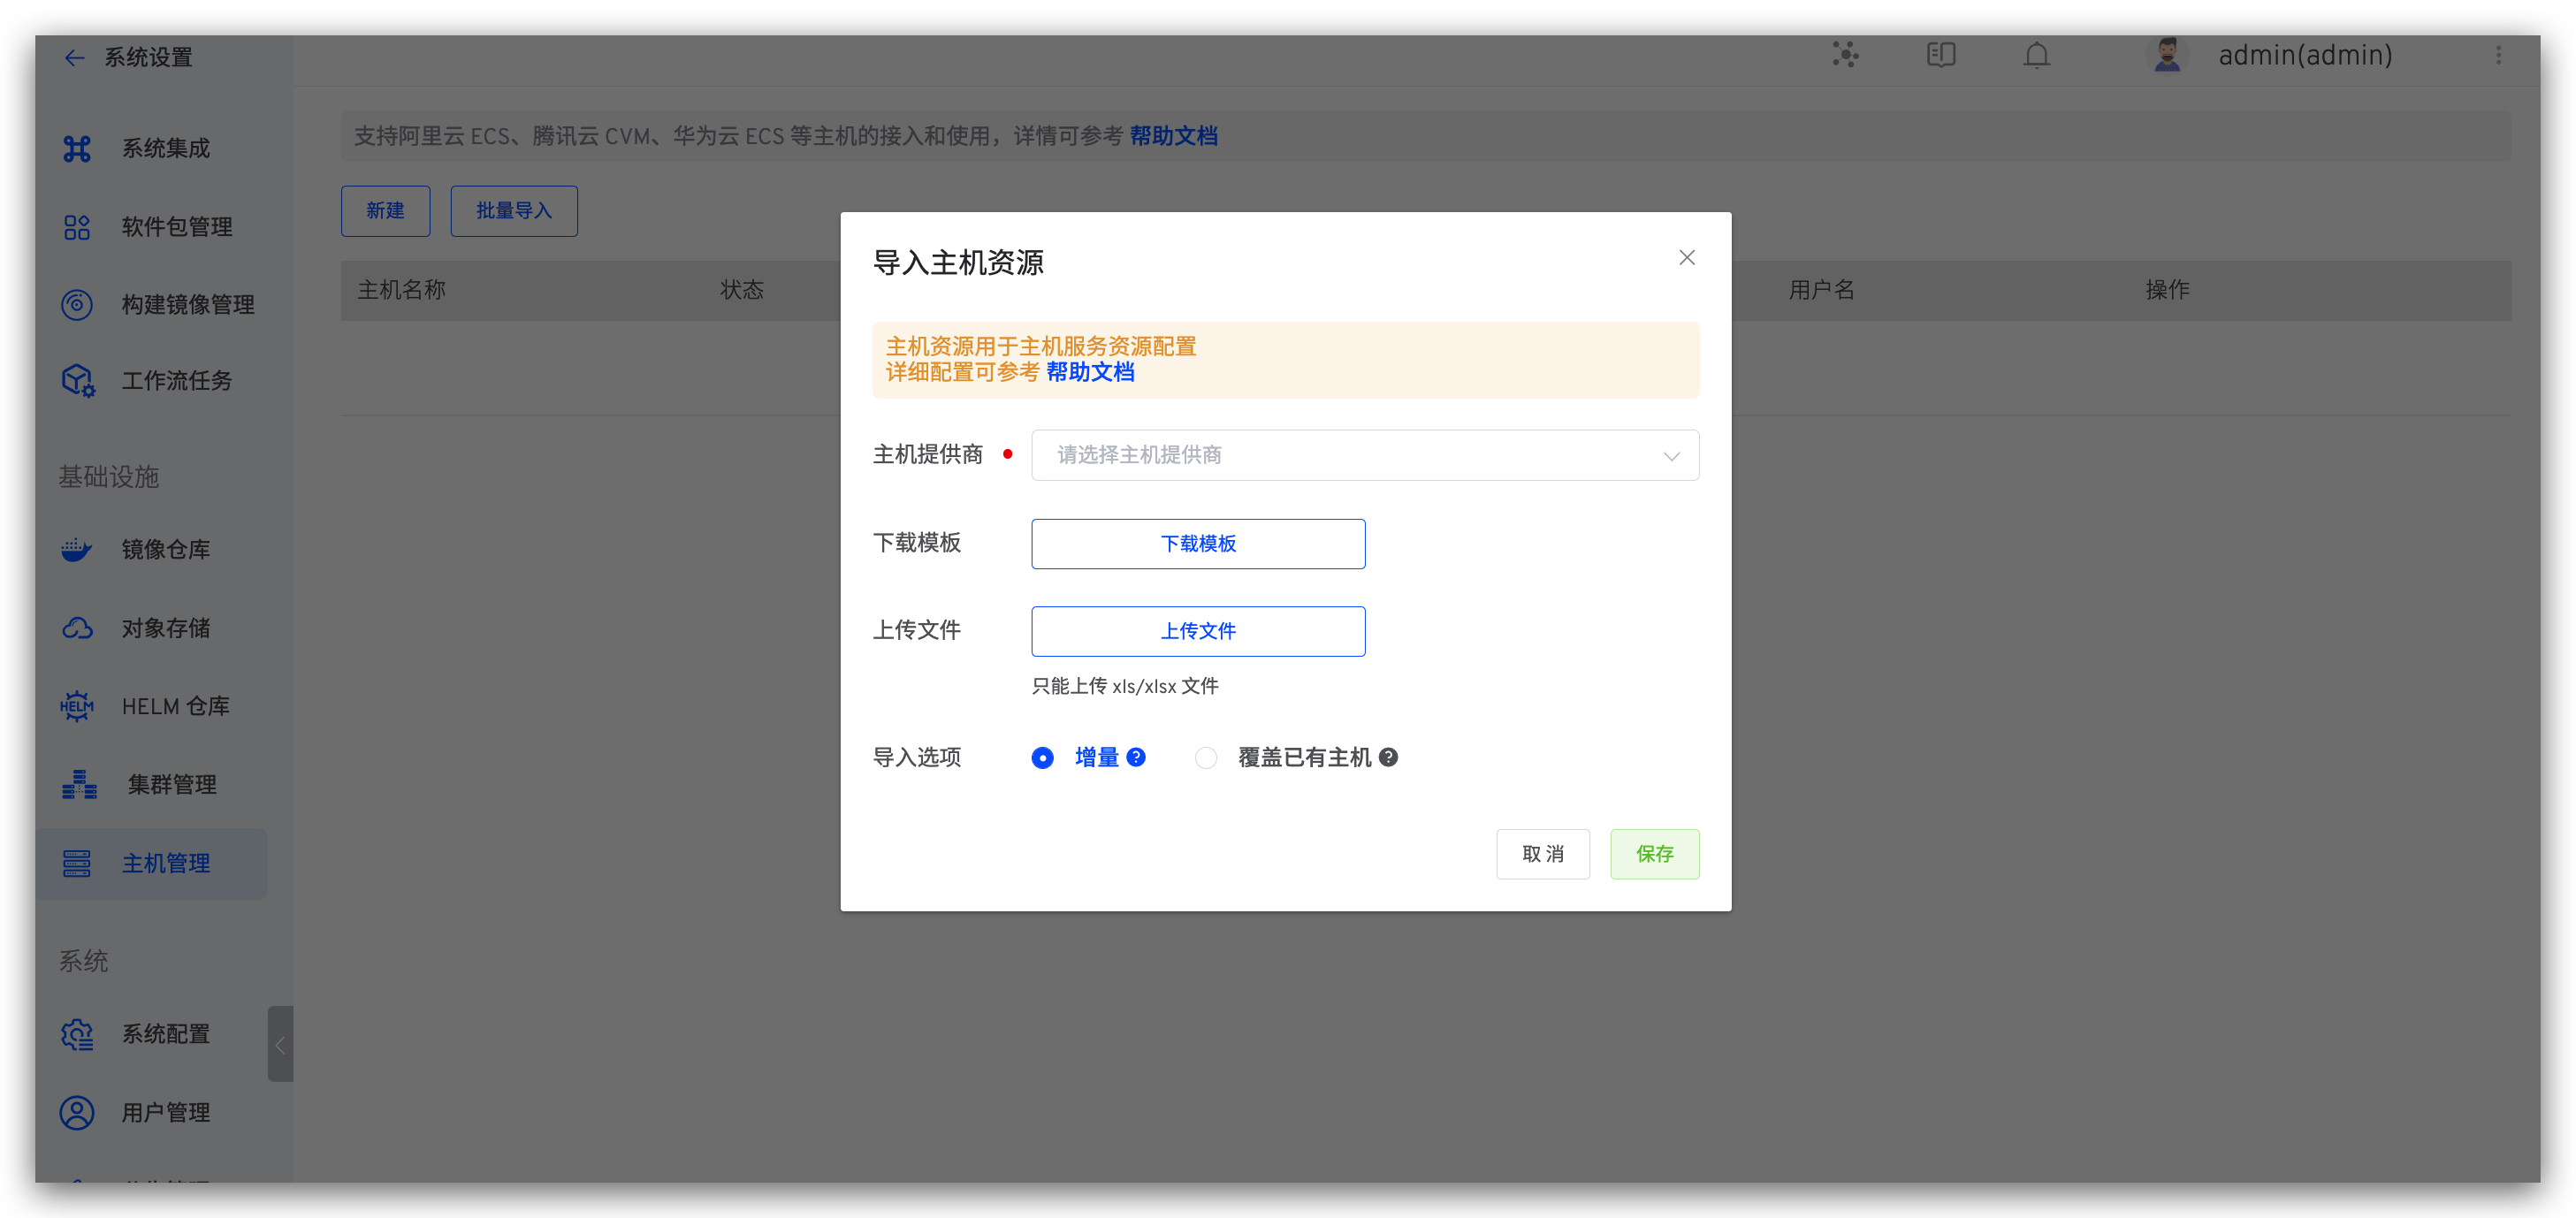 系统设置
admin(admin)
系统集成
软件包管理
构建镜像管理
工作流任务
基础设施
镜像仓库
对象存储
HELM
HELM 仓库
集群管理
主机管理
系统
系统配置
用户管理
支持阿里云 ECS、腾讯云 CVM、华为云 ECS 等主机的接入和使用，详情可参考 帮助文档
新建
批量导入
主机名称
状态
用户名
操作
导入主机资源
主机资源用于主机服务资源配置
详细配置可参考 帮助文档
主机提供商
请选择主机提供商
下载模板
下载模板
上传文件
上传文件
只能上传 xls/xlsx 文件
导入选项
增量 ?
覆盖已有主机 ?
取消
保存